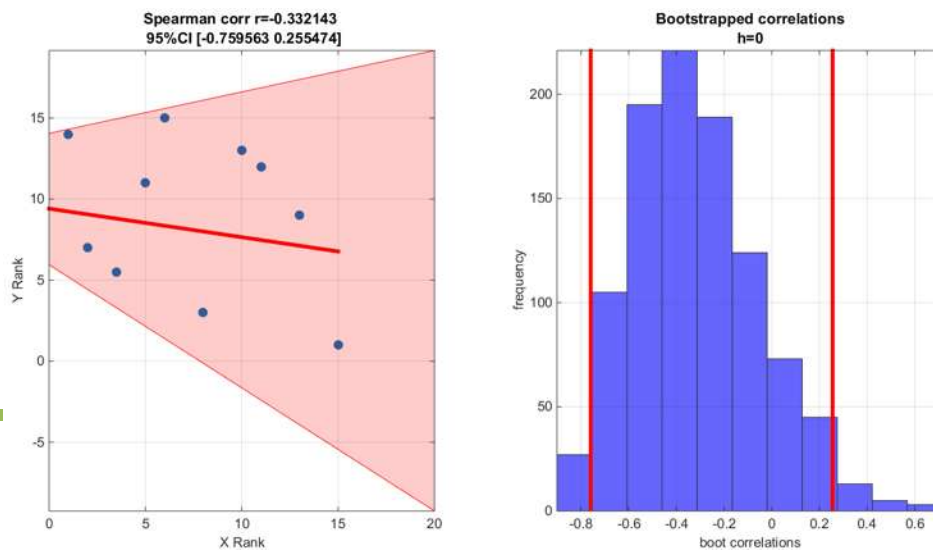 Spearman corr r=-0.332143
95%CI [-0.759563 0.255474]
15
10
5
0
-5
Y Rank
0 5 10 15 20
X Rank
Bootstrapped correlations
h=0
200
150
100
50
0
frequency
-0.8 -0.6 -0.4 -0.2 0 0.2 0.4 0.6
boot correlations